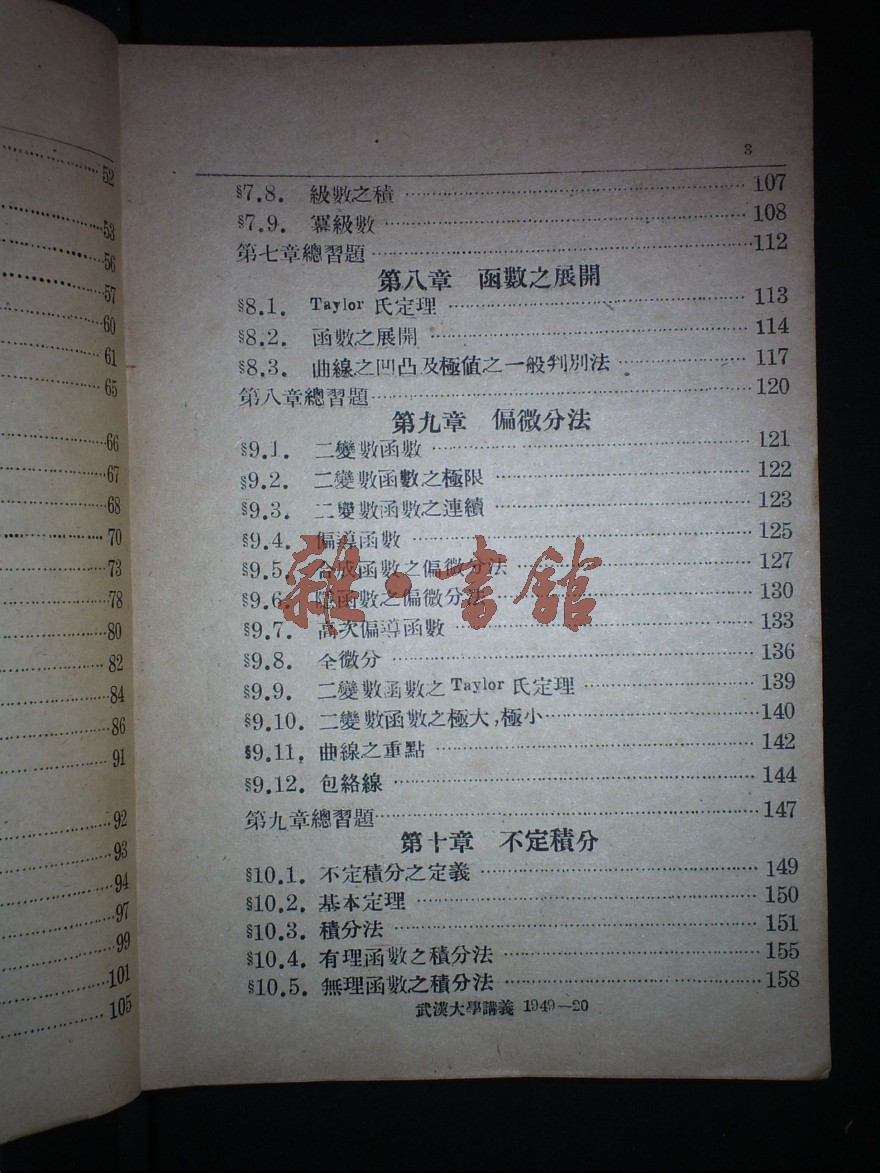 52
53
56
57
60
61
65
66
67
68
70
73
78
80
82
84
86
91
92
93
94
97
99
101
105
3
§7.8. 級數之積 107
§7.9. 冪級數 108
第七章總習題 112
第八章 函數之展開
§8.1. Taylor 氏定理 113
§8.2. 函數之展開 114
§8.3. 曲線之凹凸及極値之一般判別法 117
第八章總習題 120
第九章 偏微分法
§9.1. 二變數函數 121
§9.2. 二變數函數之極限 122
§9.3. 二變數函數之連續 123
§9.4. 偏導函數 125
§9.5. 合成函數之偏微分法 127
§9.6. 隱函數之偏微分法 130
§9.7. 高次偏導函數 133
§9.8. 全微分 136
§9.9. 二變數函數之 Taylor 氏定理 139
§9.10. 二變數函數之極大,極小 140
§9.11. 曲線之重點 142
§9.12. 包絡線 144
第九章總習題 147
第十章 不定積分
§10.1. 不定積分之定義 149
§10.2. 基本定理 150
§10.3. 積分法 151
§10.4. 有理函數之積分法 155
§10.5. 無理函數之積分法 158
武漢大學講義 1949—20
雜·書館